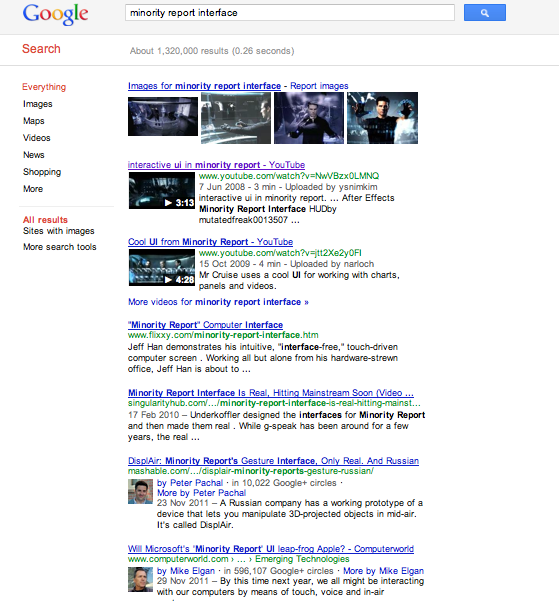 Google
minority report interface
Search
About 1,320,000 results (0.26 seconds)
Everything
Images
Maps
Videos
News
Shopping
More
All results
Sites with images
More search tools
Images for minority report interface - Report images
interactive ui in minority report - YouTube
www.youtube.com/watch?v=NwVBzx0LMNQ
7 Jun 2008 - 3 min - Uploaded by ysnimkim
interactive ui in minority report. ... After Effects
Minority Report Interface HUDby
mutatedfreak0013507 ...
3:13
Cool UI from Minority Report - YouTube
www.youtube.com/watch?v=jtt2Xe2y0FI
15 Oct 2009 - 4 min - Uploaded by narloch
Mr Cruise uses a cool UI for working with charts,
panels and videos.
4:28
More videos for minority report interface »
"Minority Report" Computer Interface
www.flixxy.com/minority-report-interface.htm
Jeff Han demonstrates his intuitive, "interface-free," touch-driven
computer screen . Working all but alone from his hardware-strewn
office, Jeff Han is about to ...
Minority Report Interface Is Real, Hitting Mainstream Soon (Video ...
singularityhub.com/.../minority-report-interface-is-real-hitting-mainst...
17 Feb 2010 – Underkoffler designed the interfaces for Minority Report
and then made them real . While g-speak has been around for a few
years, the real ...
DisplAir: Minority Report's Gesture Interface, Only Real. And Russian
mashable.com/.../displair-minority-reports-gesture-russian/
by Peter Pachal - in 10,022 Google+ circles -
More by Peter Pachal
23 Nov 2011 – A Russian company has a working prototype of a
device that lets you manipulate 3D-projected objects in mid-air.
It's called DisplAir.
Will Microsoft's 'Minority Report' UI leap-frog Apple? - Computerworld
www.computerworld.com › ... › Emerging Technologies
by Mike Elgan - in 596,107 Google+ circles - More by Mike Elgan
29 Nov 2011 – By this time next year, we all might be interacting
with our computers by means of touch, voice and in-air